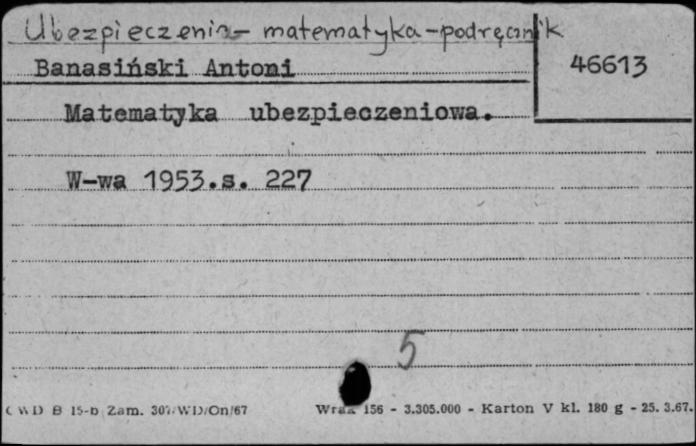 Ubezpieczenia - matematyka - podręcznik
Banasiński Antoni
46613
Matematyka ubezpieczeniowa.
W-wa 1953.s. 227
5
CWD B 15-b Zam. 307/WD/On/67
156 - 3.305.000 - Karton V kl. 180 g - 25. 3.67.